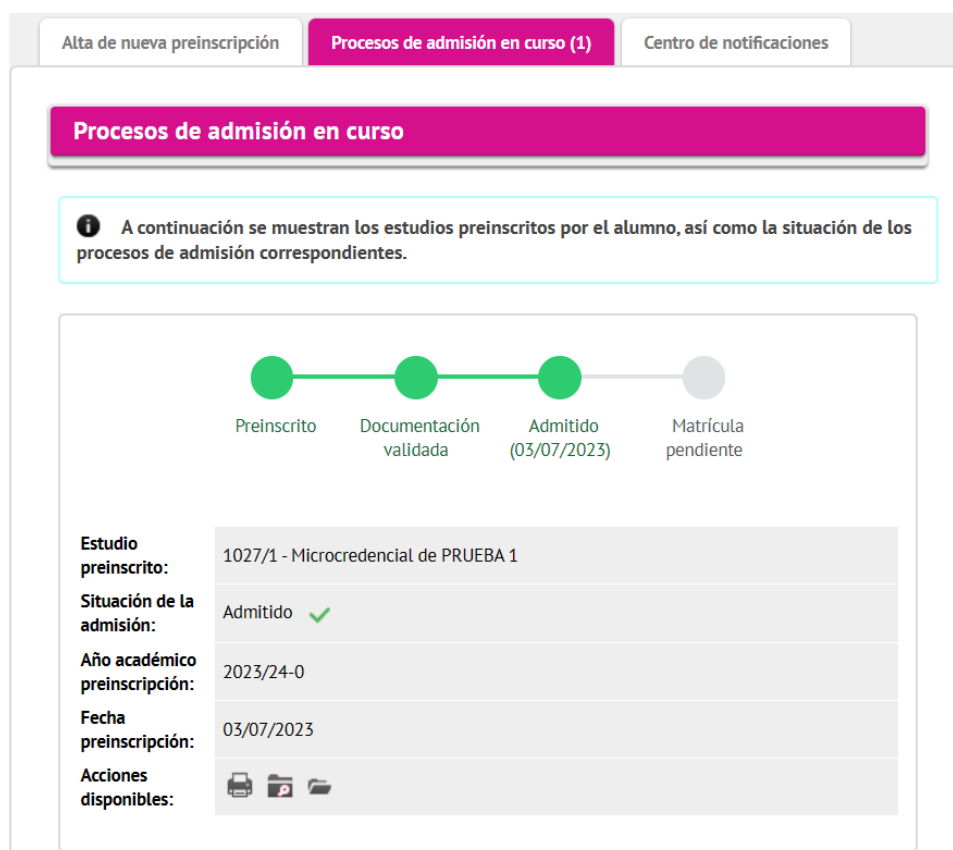 Alta de nueva preinscripción
Procesos de admisión en curso (1)
Centro de notificaciones
Procesos de admisión en curso
A continuación se muestran los estudios preinscritos por el alumno, así como la situación de los
procesos de admisión correspondientes.
Preinscrito
Documentación
validada
Admitido
(03/07/2023)
Matrícula
pendiente
Estudio
preinscrito:
1027/1 - Microcredencial de PRUEBA 1
Situación de la
admisión:
Admitido
Año académico
preinscripción:
2023/24-0
Fecha
preinscripción:
03/07/2023
Acciones
disponibles: